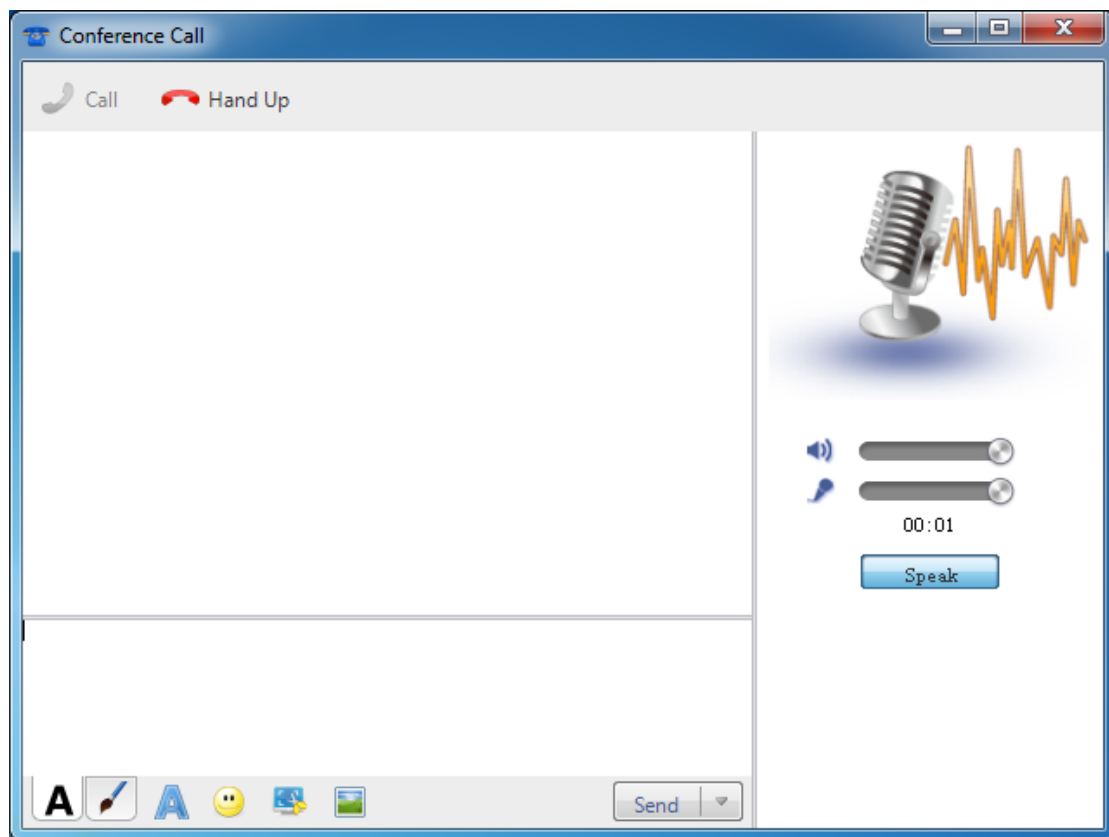 Conference Call
Call Hand Up
00:01
Speak
A A
Send